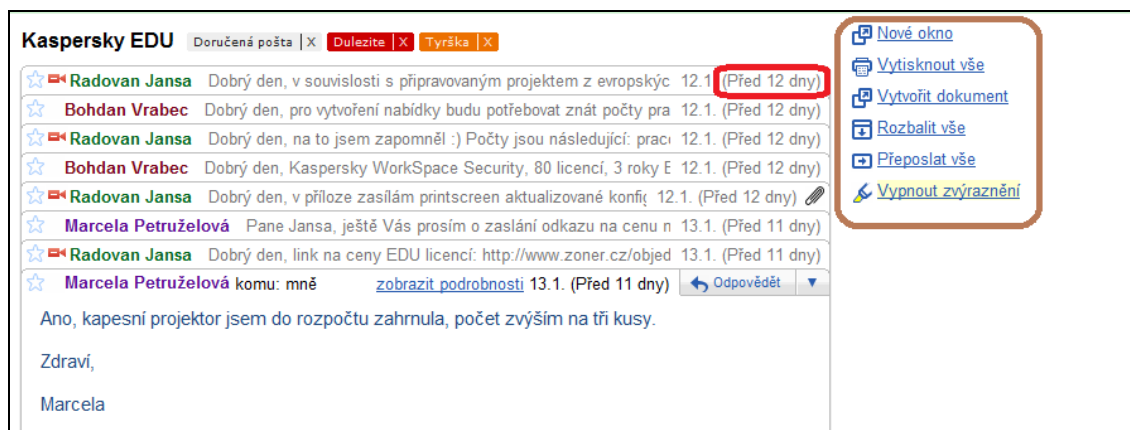 Kaspersky EDU Doručená pošta | X Dulezite | X Tyrška | X
Radovan Jansa Dobrý den, v souvislosti s připravovaným projektem z evropskýc 12.1. (Před 12 dny)
Bohdan Vrabec Dobrý den, pro vytvoření nabídky budu potřebovat znát počty pra 12.1. (Před 12 dny)
Radovan Jansa Dobrý den, na to jsem zapomněl :) Počty jsou následující: prac 12.1. (Před 12 dny)
Bohdan Vrabec Dobrý den, Kaspersky WorkSpace Security, 80 licencí, 3 roky E 12.1. (Před 12 dny)
Radovan Jansa Dobrý den, v příloze zasílám printscreen aktualizované konfig 12.1. (Před 12 dny)
Marcela Petruželová Pane Jansa, ještě Vás prosím o zaslání odkazu na cenu n 13.1. (Před 11 dny)
Radovan Jansa Dobrý den, link na ceny EDU licencí: http://www.zoner.cz/objed 13.1. (Před 11 dny)
Marcela Petruželová komu: mně zobrazit podrobnosti 13.1. (Před 11 dny) Odpovědět
Ano, kapesní projektor jsem do rozpočtu zahrnula, počet zvýším na tři kusy.
Zdraví,
Marcela
Nové okno
Vytisknout vše
Vytvořit dokument
Rozbalit vše
Přeposlat vše
Vypnout zvýraznění